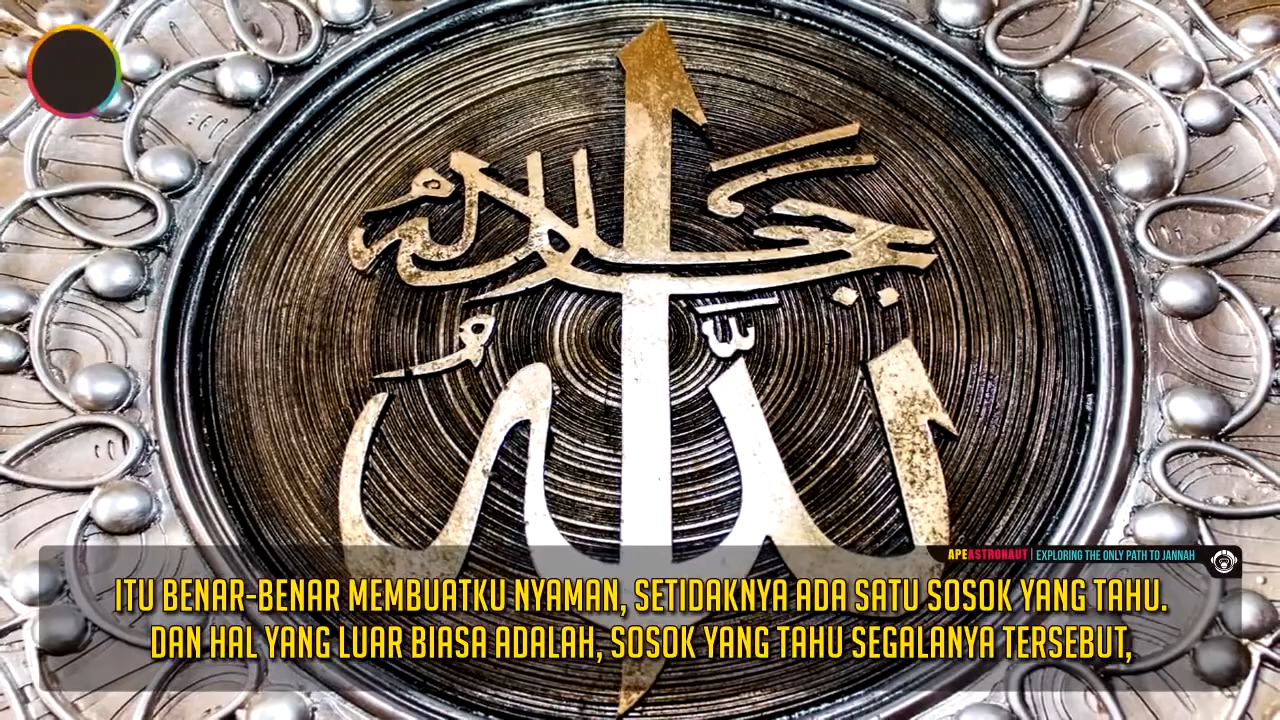 جل جلاله
الله
APEASTRONAUT | EXPLORING THE ONLY PATH TO JANNAH
ITU BENAR-BENAR MEMBUATKU NYAMAN, SETIDAKNYA ADA SATU SOSOK YANG TAHU.
DAN HAL YANG LUAR BIASA ADALAH, SOSOK YANG TAHU SEGALANYA TERSEBUT,